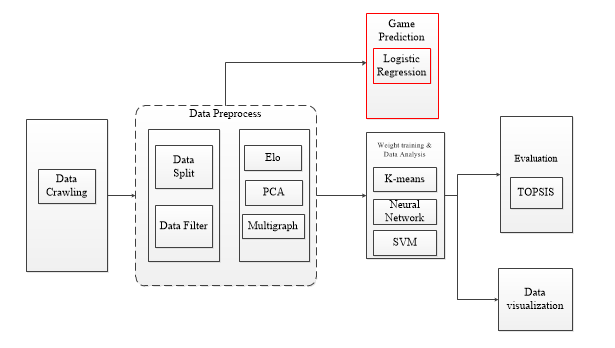 Data
Crawling
Data Preprocess
Data
Split
Data Filter
Elo
PCA
Multigraph
Game
Prediction
Logistic
Regression
Weight training &
Data Analysis
K-means
Neural
Network
SVM
Evaluation
TOPSIS
Data
visualization